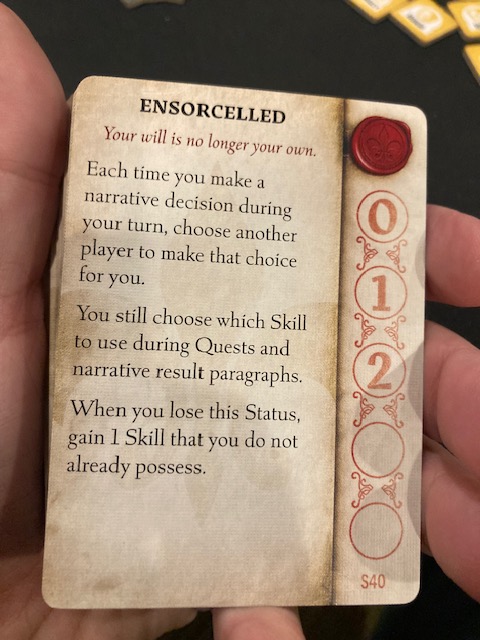 ENSORCELLED
Your will is no longer your own.
Each time you make a
narrative decision during
your turn, choose another
player to make that choice
for you.
You still choose which Skill
to use during Quests and
narrative result paragraphs.
When you lose this Status,
gain 1 Skill that you do not
already possess.
0
1
2
S40